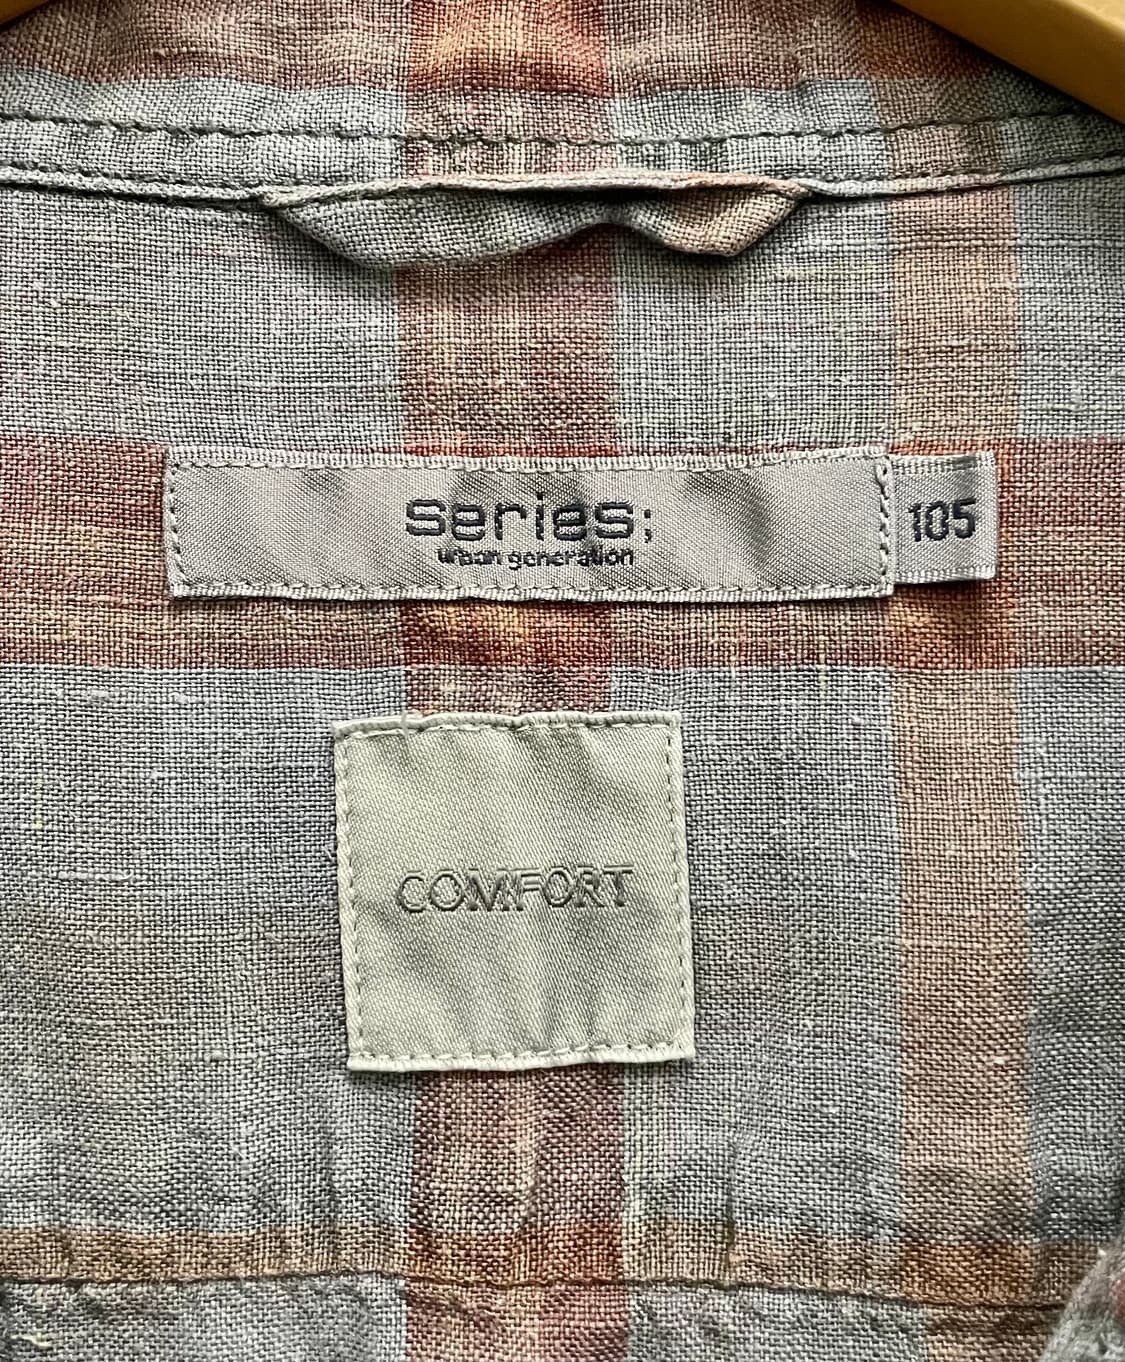 series;
urban generation
105
COMFORT